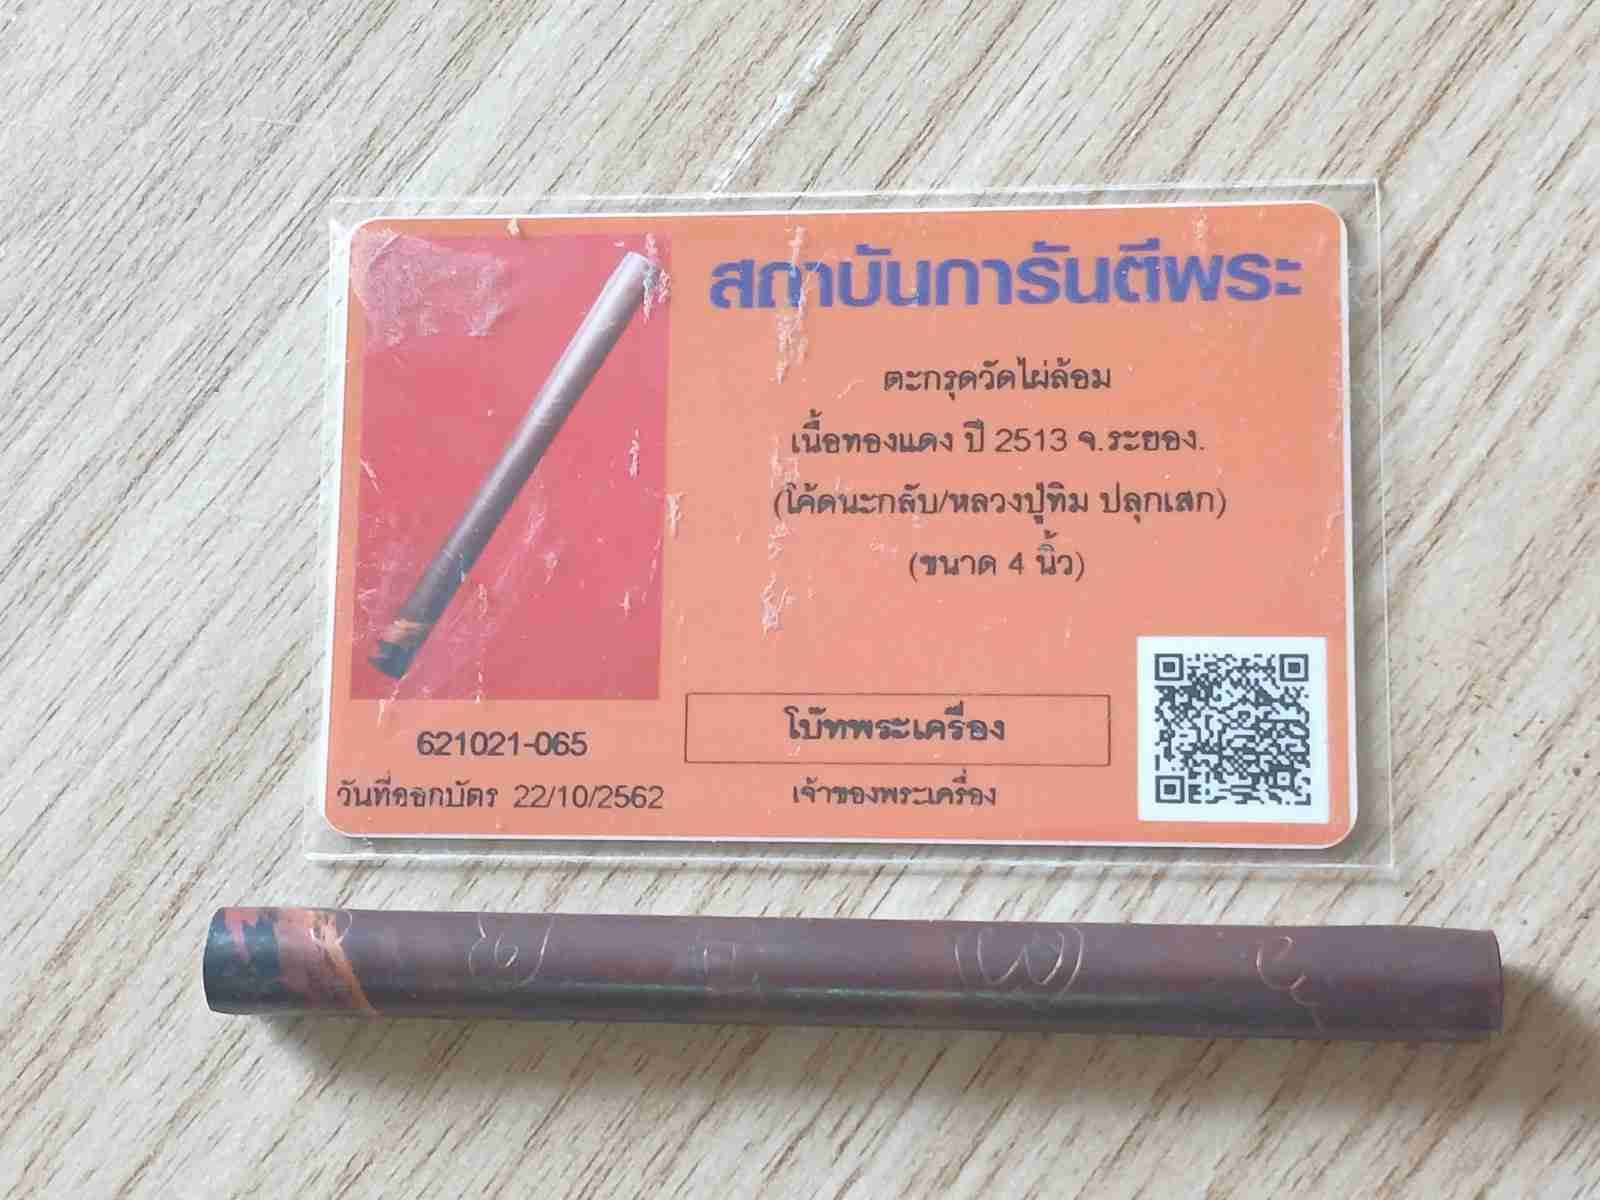 สถาบันการันตีพระ
ตะกรุดวัดไผ่ล้อม
เนื้อทองแดง ปี 2513 จ.ระยอง.
(โค้ดนะกลับ/หลวงปู่ทิม ปลุกเสก)
(ขนาด 4 นิ้ว)
621021-065
วันที่ออกบัตร 22/10/2562
โบ๊ทพระเครื่อง
เจ้าของพระเครื่อง